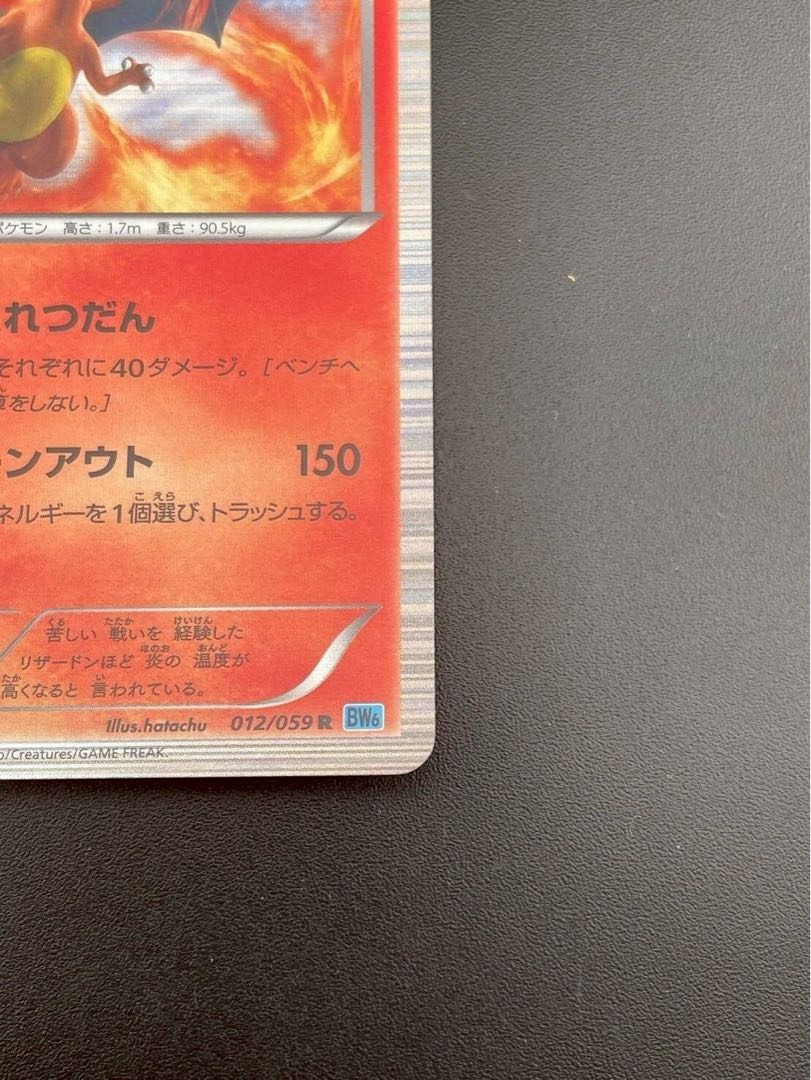 ポケモン 高さ：1.7m 重さ：90.5kg
れつだん
それぞれに40ダメージ。［ベンチへ
算をしない。］
ーンアウト 150
ネルギーを1個選び、トラッシュする。
苦しい 戦いを 経験した
リザードンほど 炎の 温度が
高くなると 言われている。
Illus.hatachu 012/059 R BW6
/Creatures/GAME FREAK.